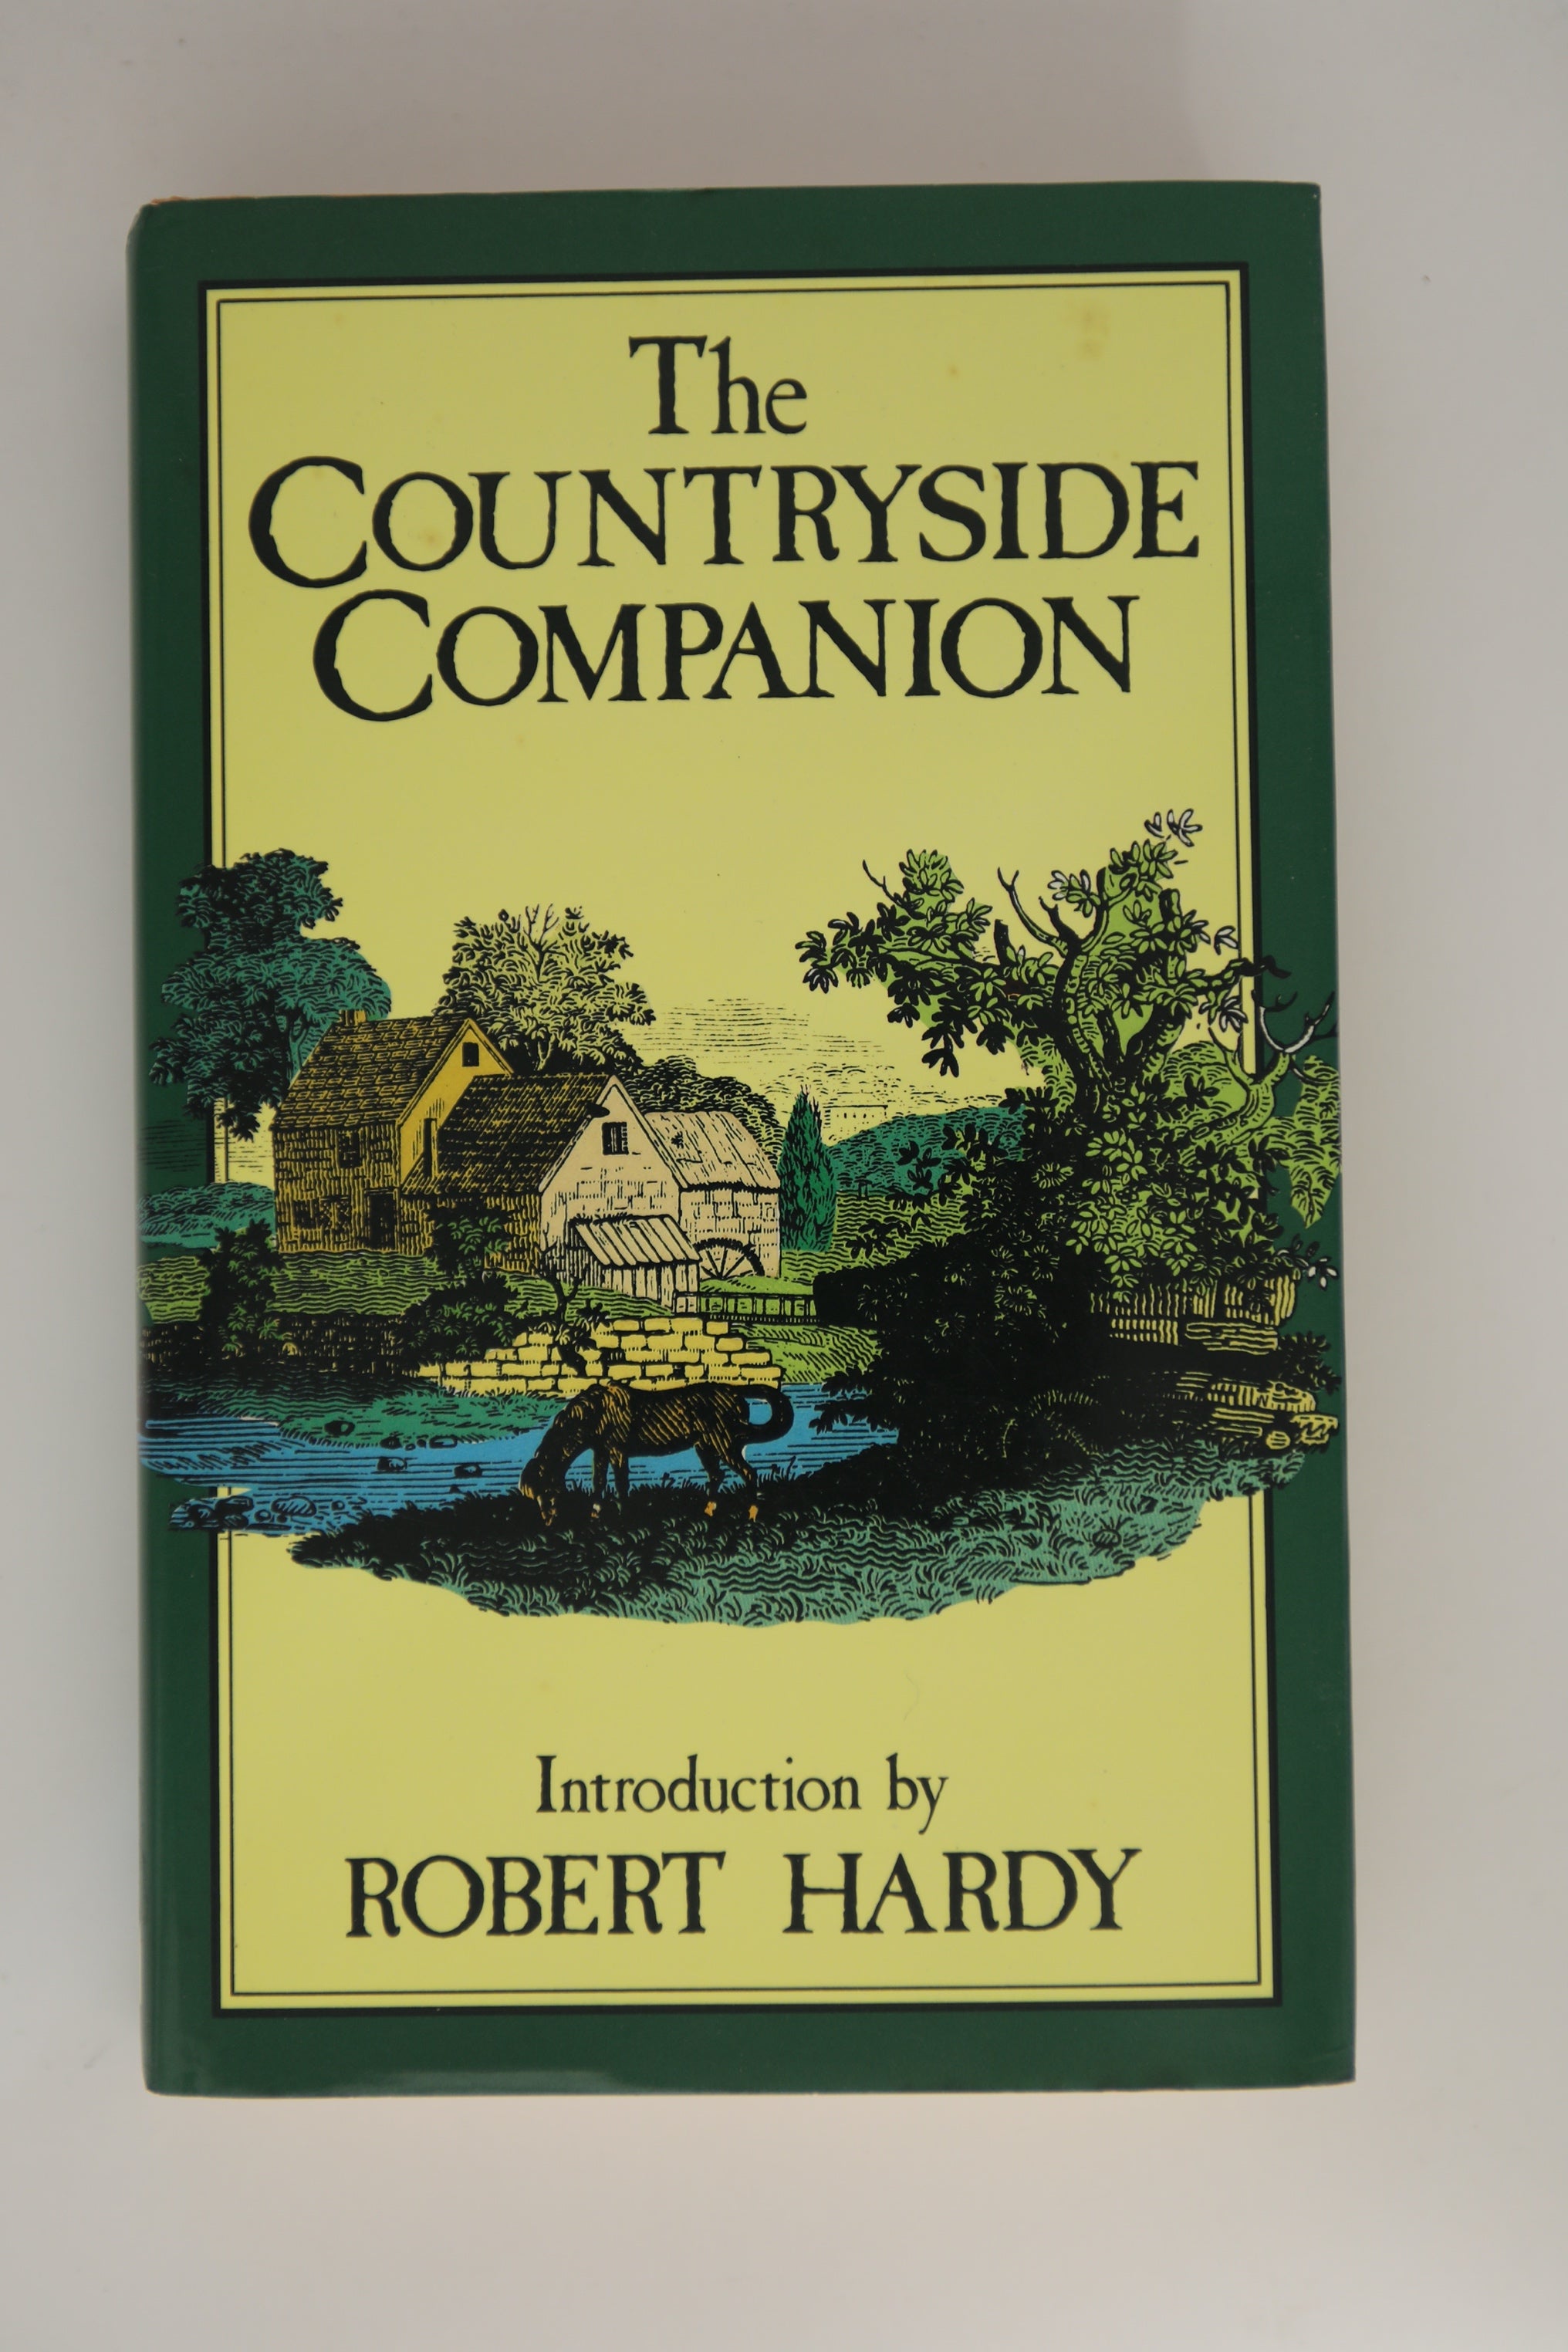 The
COUNTRYSIDE
COMPANION
Introduction by
ROBERT HARDY